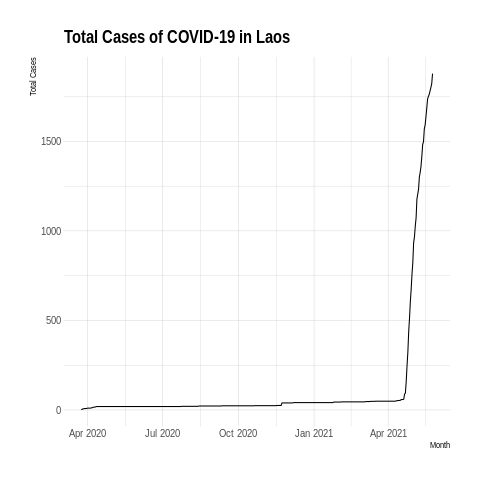 Total Cases of COVID-19 in Laos
Total Cases
1500
1000
500
0
Apr 2020 Jul 2020 Oct 2020 Jan 2021 Apr 2021
Month